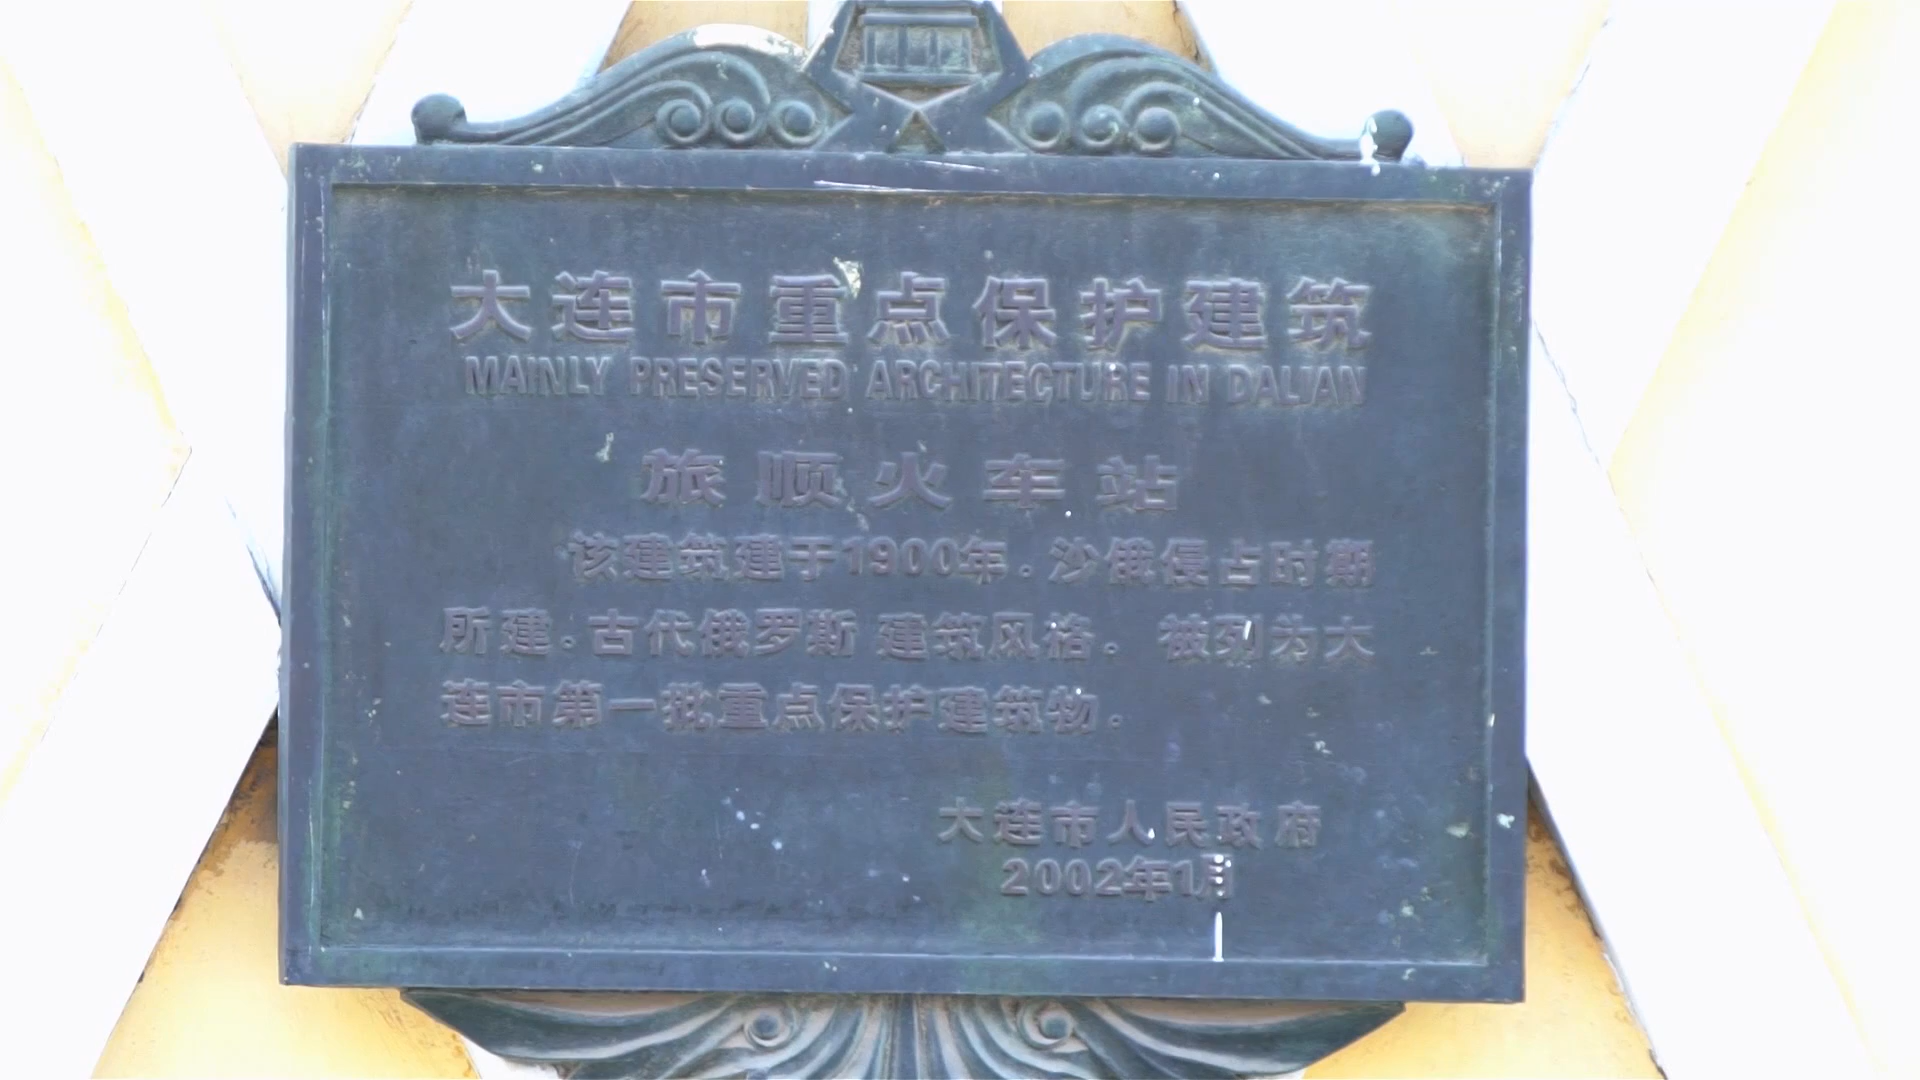 大连市重点保护建筑
MAINLY PRESERVED ARCHITECTURE IN DALIAN
旅顺火车站
该建筑建于1900年.沙俄侵占时期
所建.古代俄罗斯 建筑风格. 被列为大
连市第一批重点保护建筑物.
大连市人民政府
2002年1月